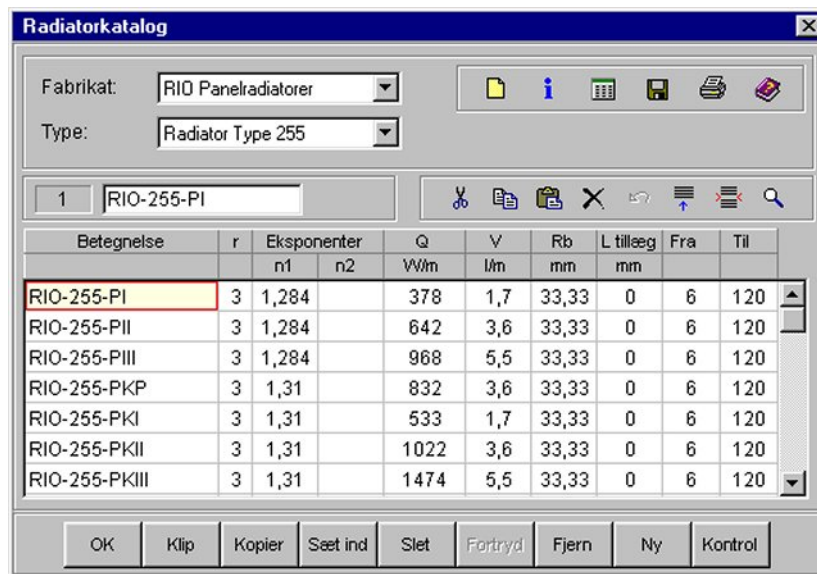 Radiatorkatalog
Fabrikat: RIO Panelradiatorer
Type: Radiator Type 255
1 RIO-255-PI
Betegnelse r Eksponenter Q V Rb L tillæg Fra Til
n1 n2 W/m l/m mm mm
RIO-255-PI 3 1,284 378 1,7 33,33 0 6 120
RIO-255-PII 3 1,284 642 3,6 33,33 0 6 120
RIO-255-PIII 3 1,284 968 5,5 33,33 0 6 120
RIO-255-PKP 3 1,31 832 3,6 33,33 0 6 120
RIO-255-PKI 3 1,31 533 1,7 33,33 0 6 120
RIO-255-PKII 3 1,31 1022 3,6 33,33 0 6 120
RIO-255-PKIII 3 1,31 1474 5,5 33,33 0 6 120
OK Klip Kopier Sæt ind Slet Fortryd Fjern Ny Kontrol